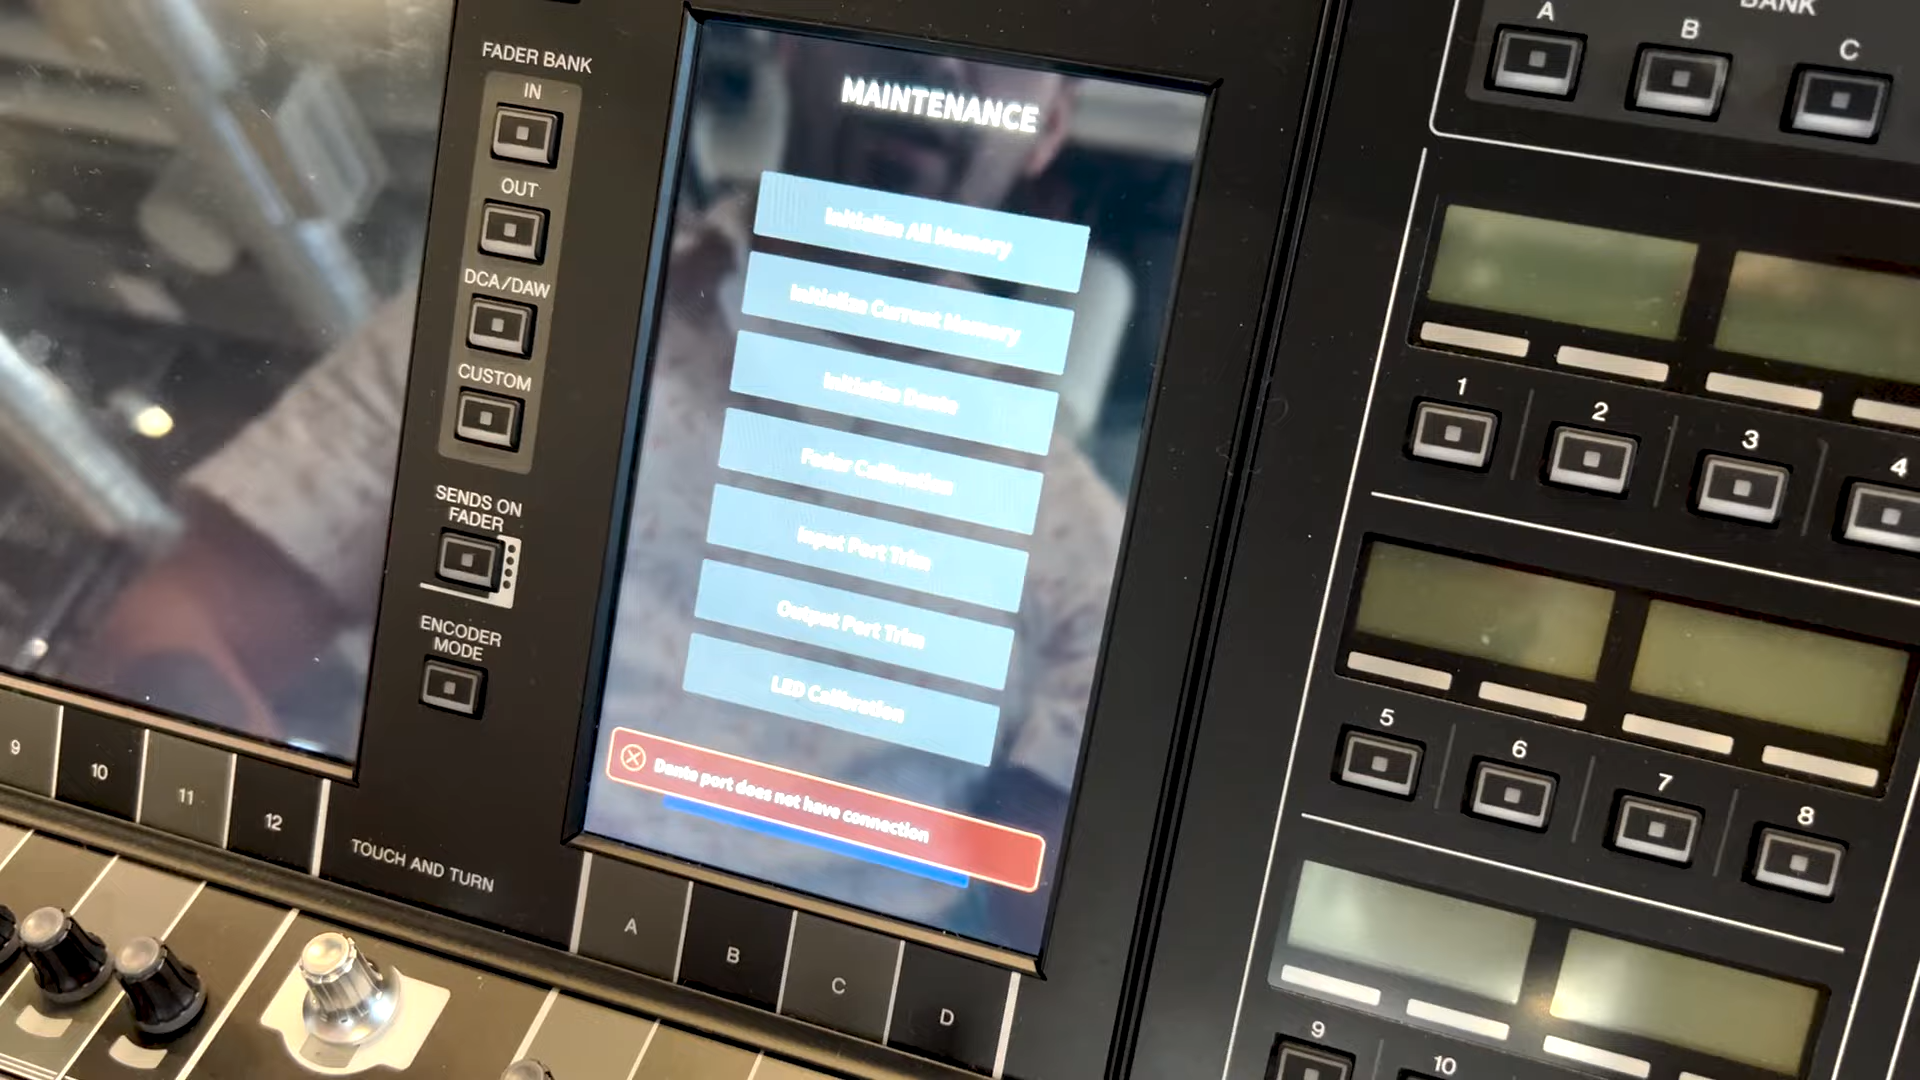 FADER BANK
IN
OUT
DCA/DAW
CUSTOM
SENDS ON
FADER
ENCODER
MODE
9
10
11
12
TOUCH AND TURN
MAINTENANCE
Initialize All Memory
Initialize Current Memory
Initialize Dante
Fader Calibration
Input Port Trim
Output Port Trim
LED Calibration
Dante port does not have connection
A
B
C
D
BANK
A
B
C
1
2
3
4
5
6
7
8
9
10